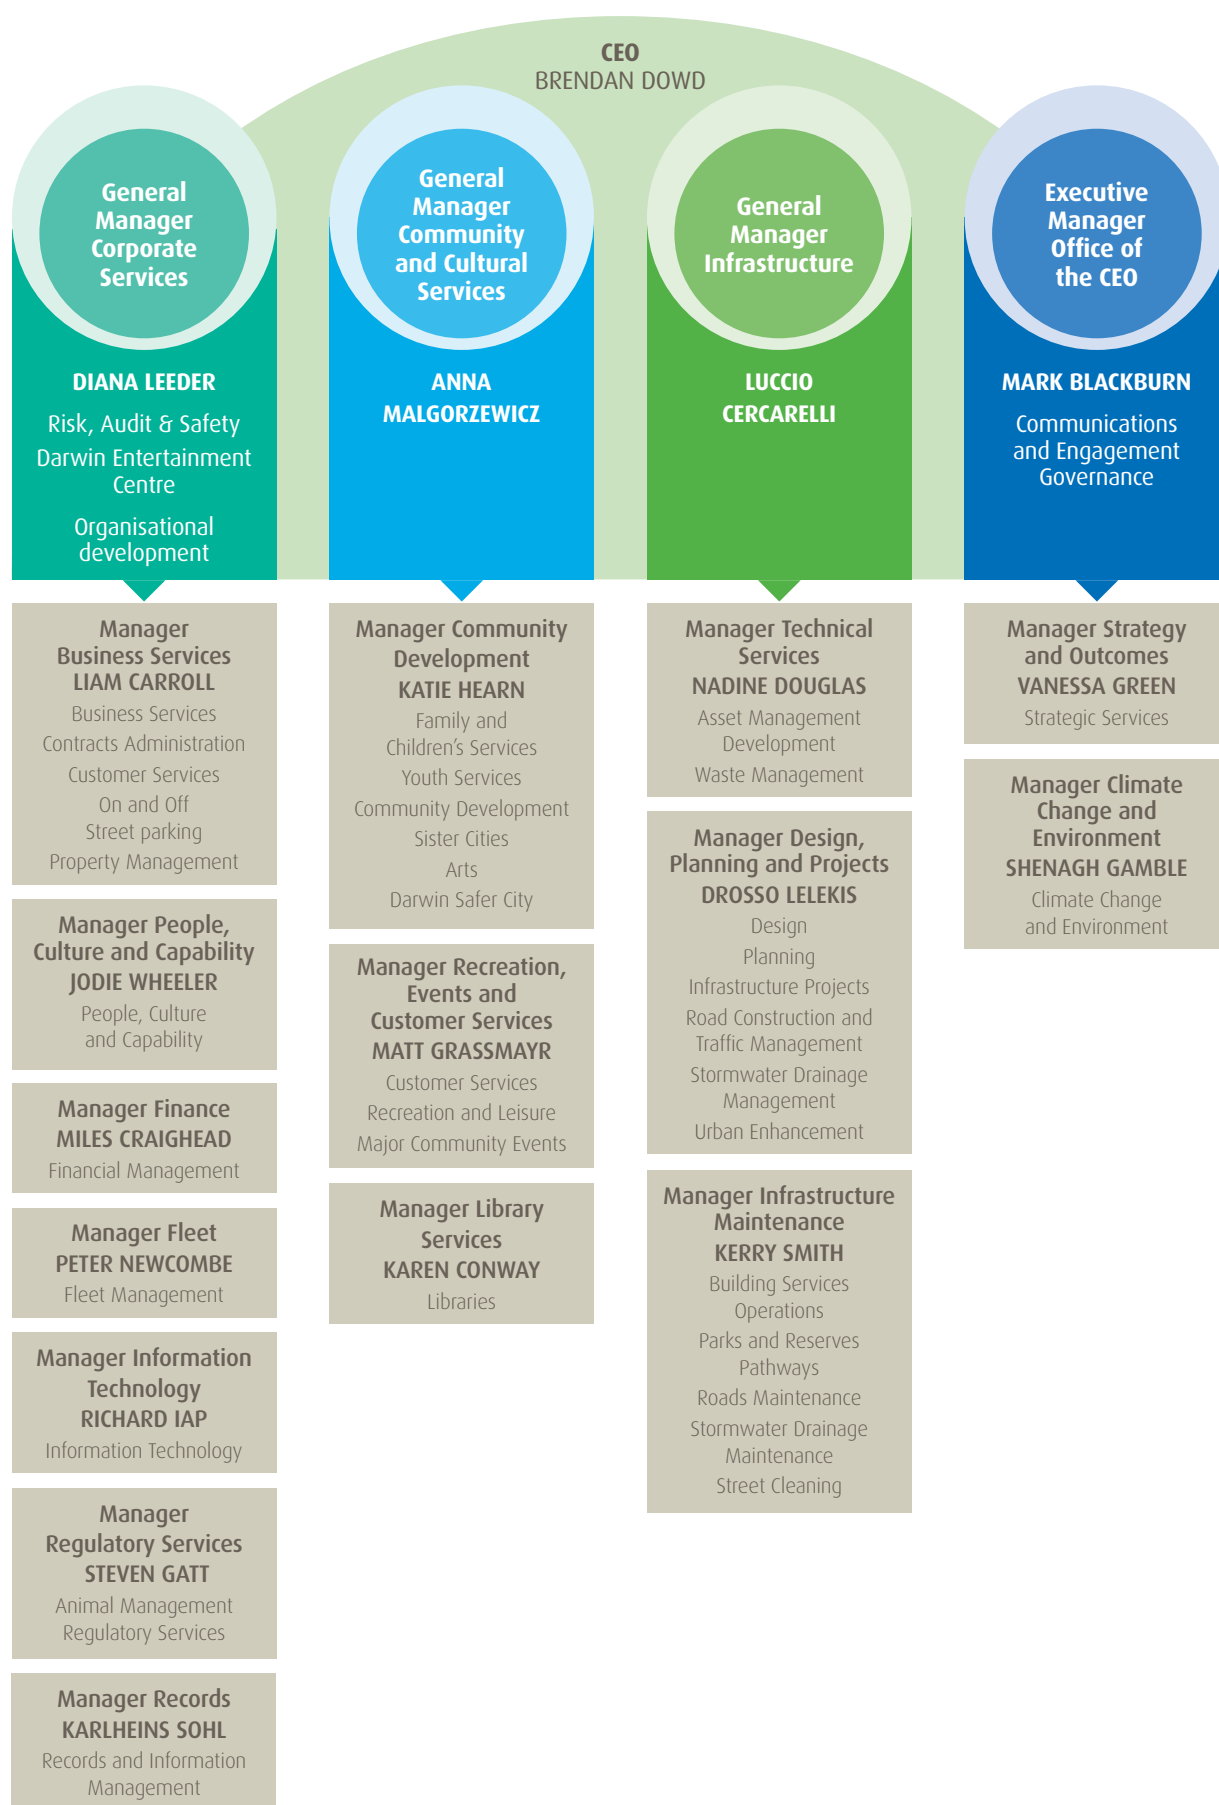 CEO
BRENDAN DOWD
General
Manager
Corporate
Services
DIANA LEEDER
Risk, Audit & Safety
Darwin Entertainment
Centre
Organisational
development
Manager
Business Services
LIAM CARROLL
Business Services
Contracts Administration
Customer Services
On and Off
Street parking
Property Management
Manager People,
Culture and Capability
JODIE WHEELER
People, Culture
and Capability
Manager Finance
MILES CRAIGHEAD
Financial Management
Manager Fleet
PETER NEWCOMBE
Fleet Management
Manager Information
Technology
RICHARD IAP
Information Technology
Manager
Regulatory Services
STEVEN GATT
Animal Management
Regulatory Services
Manager Records
KARLHEINS SOHL
Records and Information
Management
General
Manager
Community
and Cultural
Services
ANNA
MALGORZEWICZ
Manager Community
Development
KATIE HEARN
Family and
Children's Services
Youth Services
Community Development
Sister Cities
Arts
Darwin Safer City
Manager Recreation,
Events and
Customer Services
MATT GRASSMAYR
Customer Services
Recreation and Leisure
Major Community Events
Manager Library
Services
KAREN CONWAY
Libraries
General
Manager
Infrastructure
LUCCIO
CERCARELLI
Manager Technical
Services
NADINE DOUGLAS
Asset Management
Development
Waste Management
Manager Design,
Planning and Projects
DROSSO LELEKIS
Design
Planning
Infrastructure Projects
Road Construction and
Traffic Management
Stormwater Drainage
Management
Urban Enhancement
Manager Infrastructure
Maintenance
KERRY SMITH
Building Services
Operations
Parks and Reserves
Pathways
Roads Maintenance
Stormwater Drainage
Maintenance
Street Cleaning
Executive
Manager
Office of
the CEO
MARK BLACKBURN
Communications
and Engagement
Governance
Manager Strategy
and Outcomes
VANESSA GREEN
Strategic Services
Manager Climate
Change and
Environment
SHENAGH GAMBLE
Climate Change
and Environment